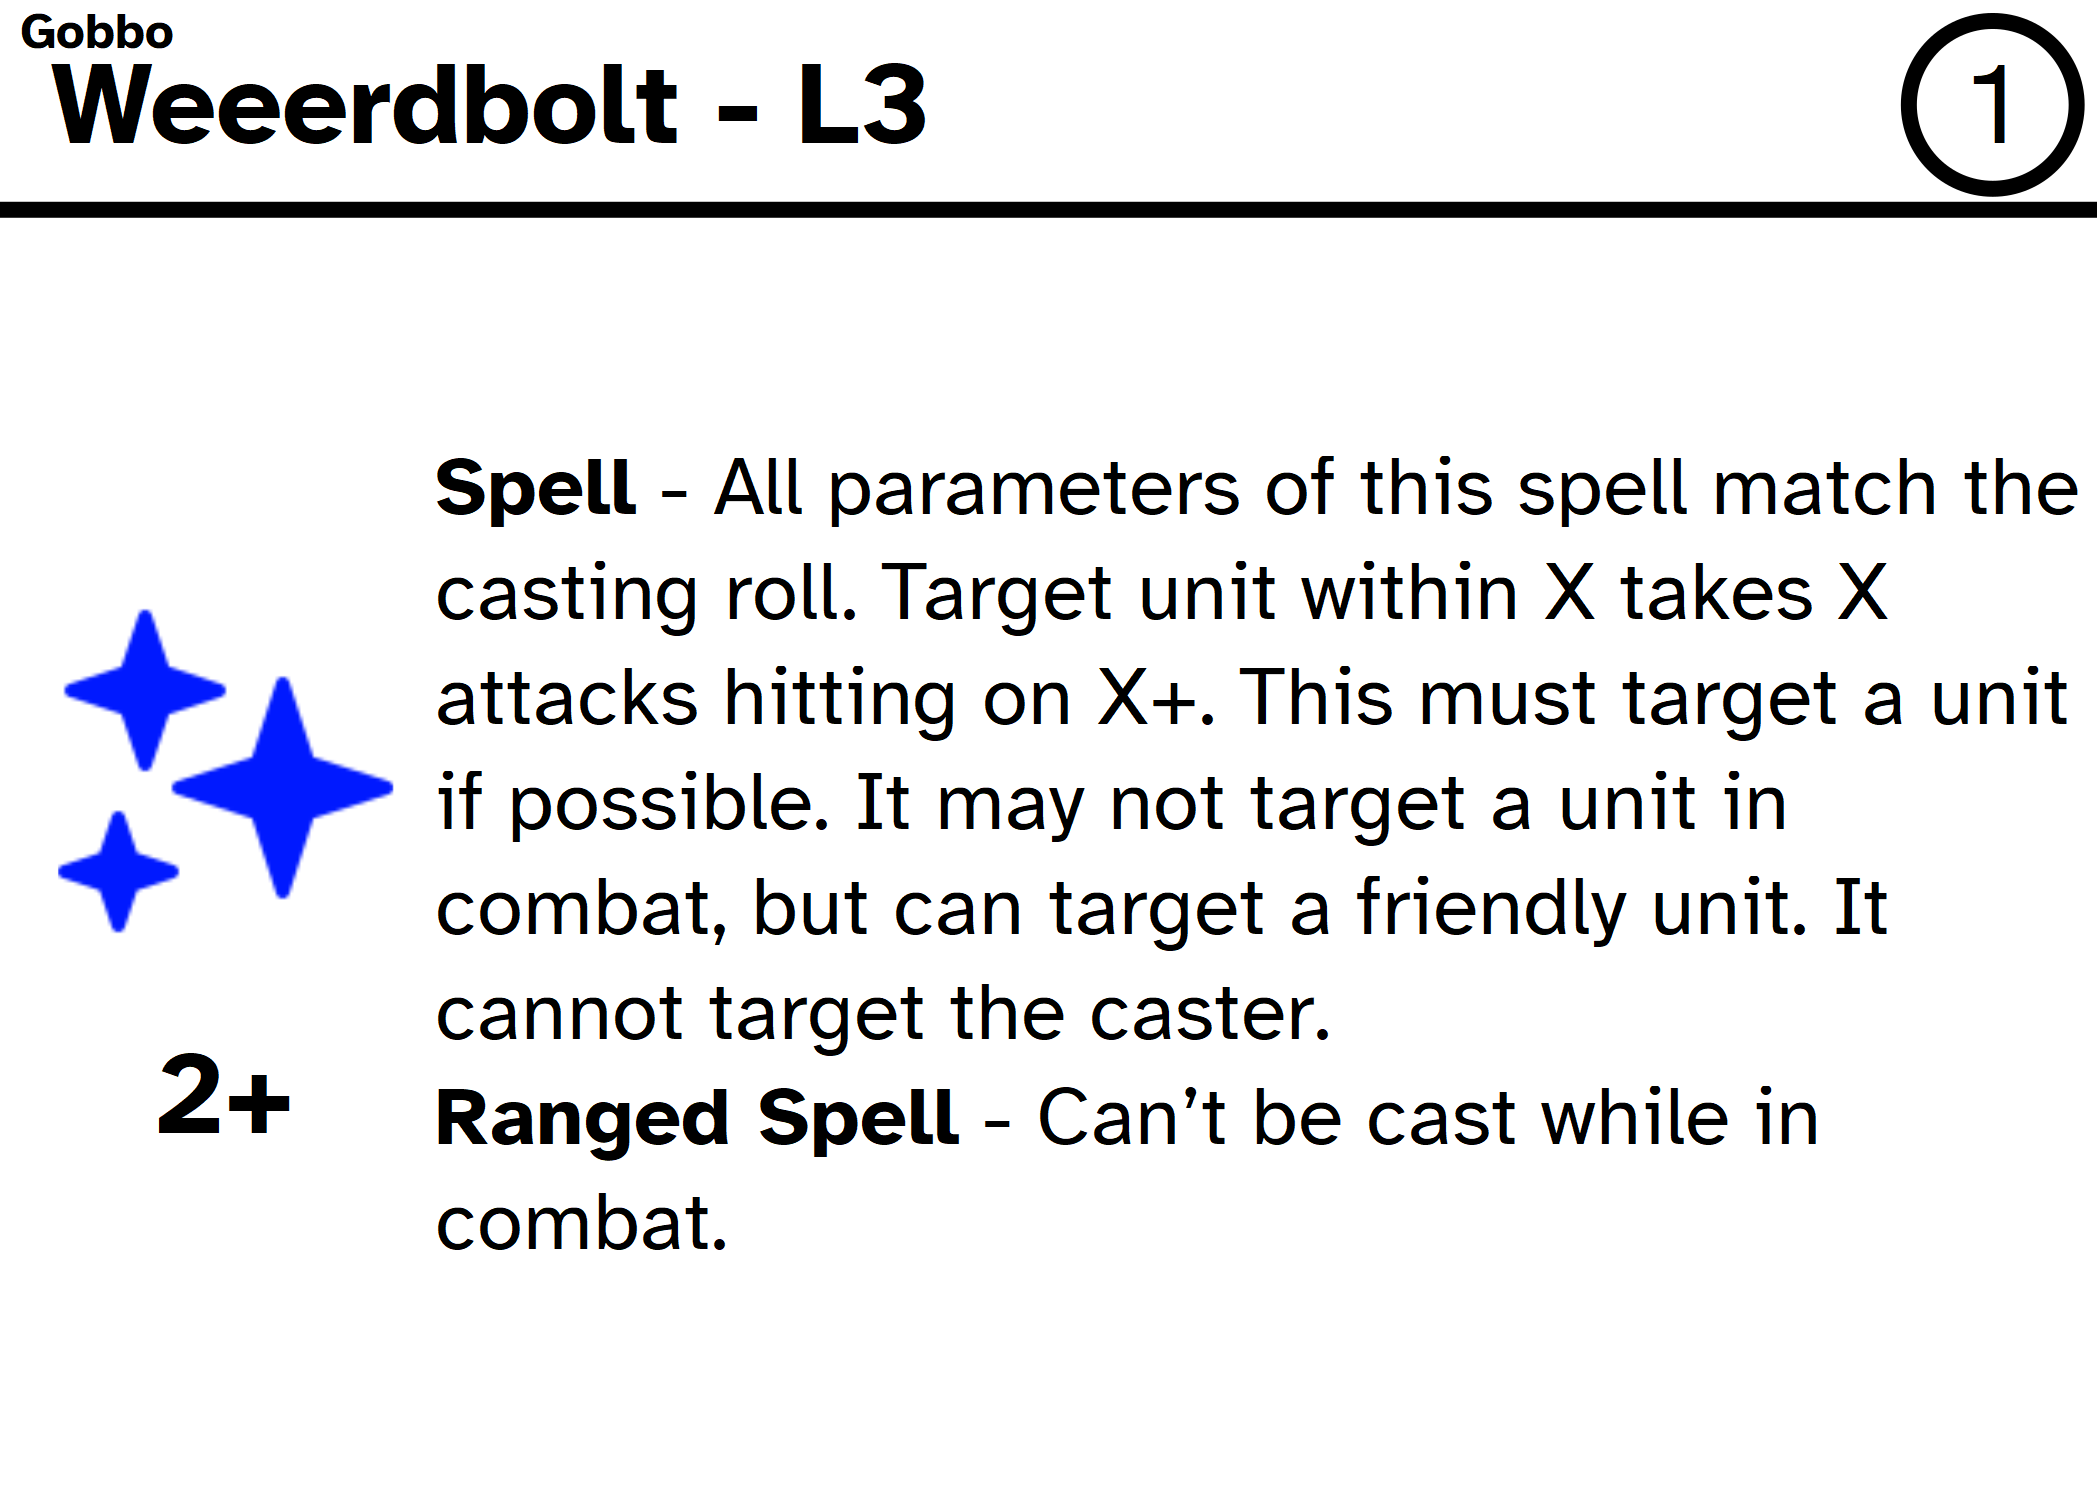 Gobbo
Weeerdbolt - L3
1
Spell - All parameters of this spell match the
casting roll. Target unit within X takes X
attacks hitting on X+. This must target a unit
if possible. It may not target a unit in
combat, but can target a friendly unit. It
cannot target the caster.
2+
Ranged Spell - Can’t be cast while in
combat.